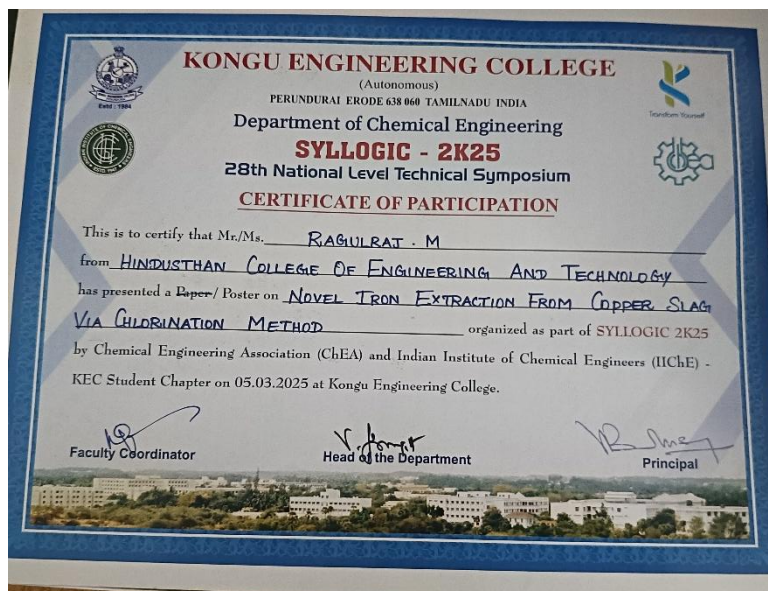 KONGU ENGINEERING COLLEGE
(Autonomous)
PERUNDURAI ERODE 638 060 TAMILNADU INDIA
Estd : 1984
Transform Yourself
Department of Chemical Engineering
SYLLOGIC - 2K25
28th National Level Technical Symposium
CERTIFICATE OF PARTICIPATION
This is to certify that Mr./Ms. RAGULRAJ . M
from HINDUSTHAN COLLEGE OF ENGINEERING AND TECHNOLOGY
has presented a Paper/ Poster on NOVEL IRON EXTRACTION FROM COPPER SLAG
VIA CHLORINATION METHOD organized as part of SYLLOGIC 2K25
by Chemical Engineering Association (ChEA) and Indian Institute of Chemical Engineers (IIChE) -
KEC Student Chapter on 05.03.2025 at Kongu Engineering College.
Faculty Coordinator
Head of the Department
Principal